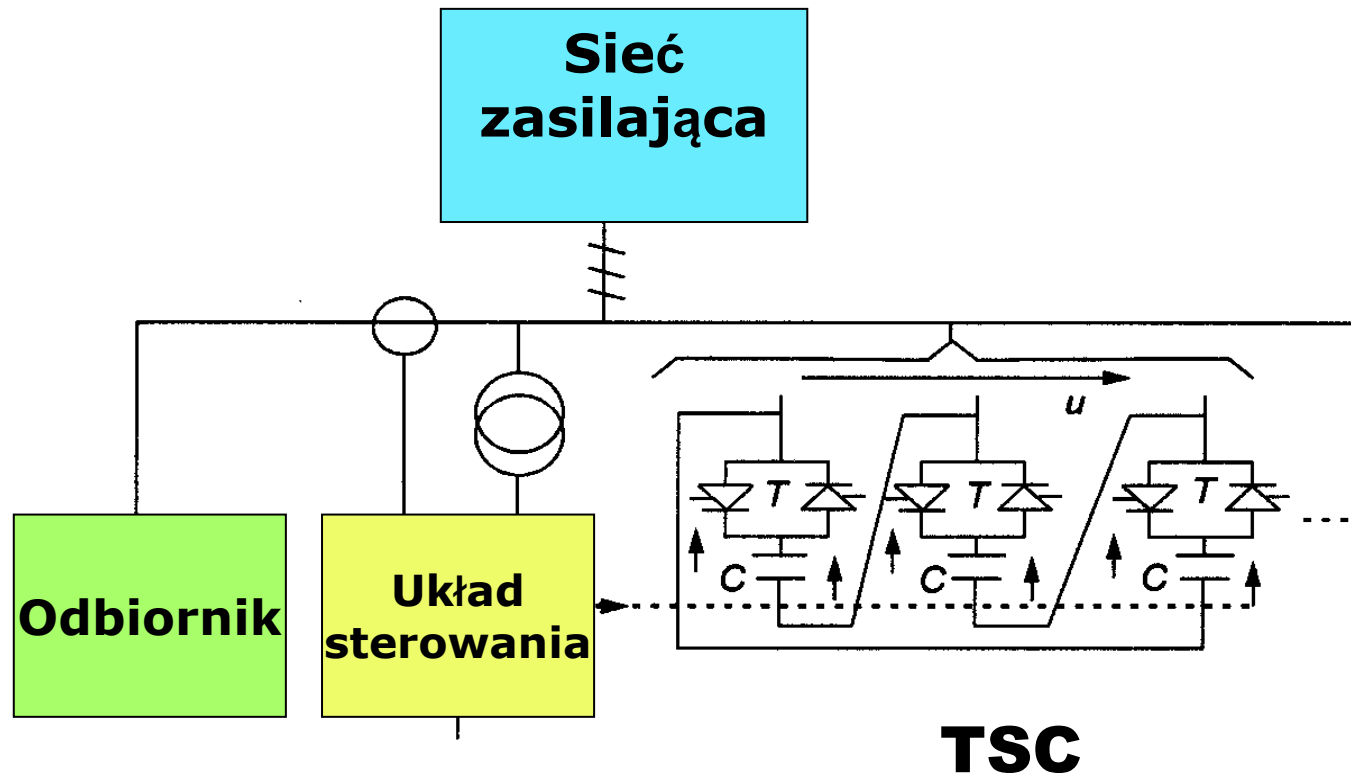 Sieć
zasilająca
u
T
T
T
C
C
C
Odbiornik
Układ
sterowania
TSC